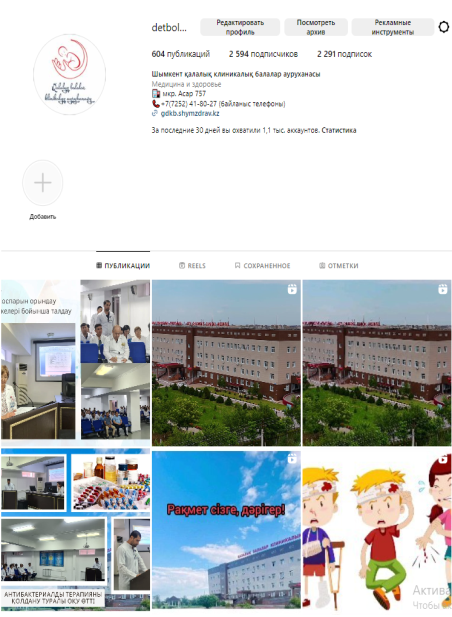 detbol...
Редактировать профиль
Посмотреть архив
Рекламные инструменты
604 публикаций 2 594 подписчиков 2 291 подписок
Шымкент қалалық клиникалық балалар ауруханасы
Медицина и здоровье
мкр. Асар 757
+7(7252) 41-80-27 (байланыс телефоны)
gdkb.shymzdrav.kz
За последние 30 дней вы охватили 1,1 тыс. аккаунтов. Статистика
Добавить
ПУБЛИКАЦИИ REELS СОХРАНЕННОЕ ОТМЕТКИ
оспарын орындау
келері бойынша талдау
Рақмет сізге, дәрігер!
АНТИБАКТЕРИАЛДЫ ТЕРАПИЯНЫ
ҚОЛДАНУ ТУРАЛЫ ОҚУ ӨТТІ
Актива
Чтобы